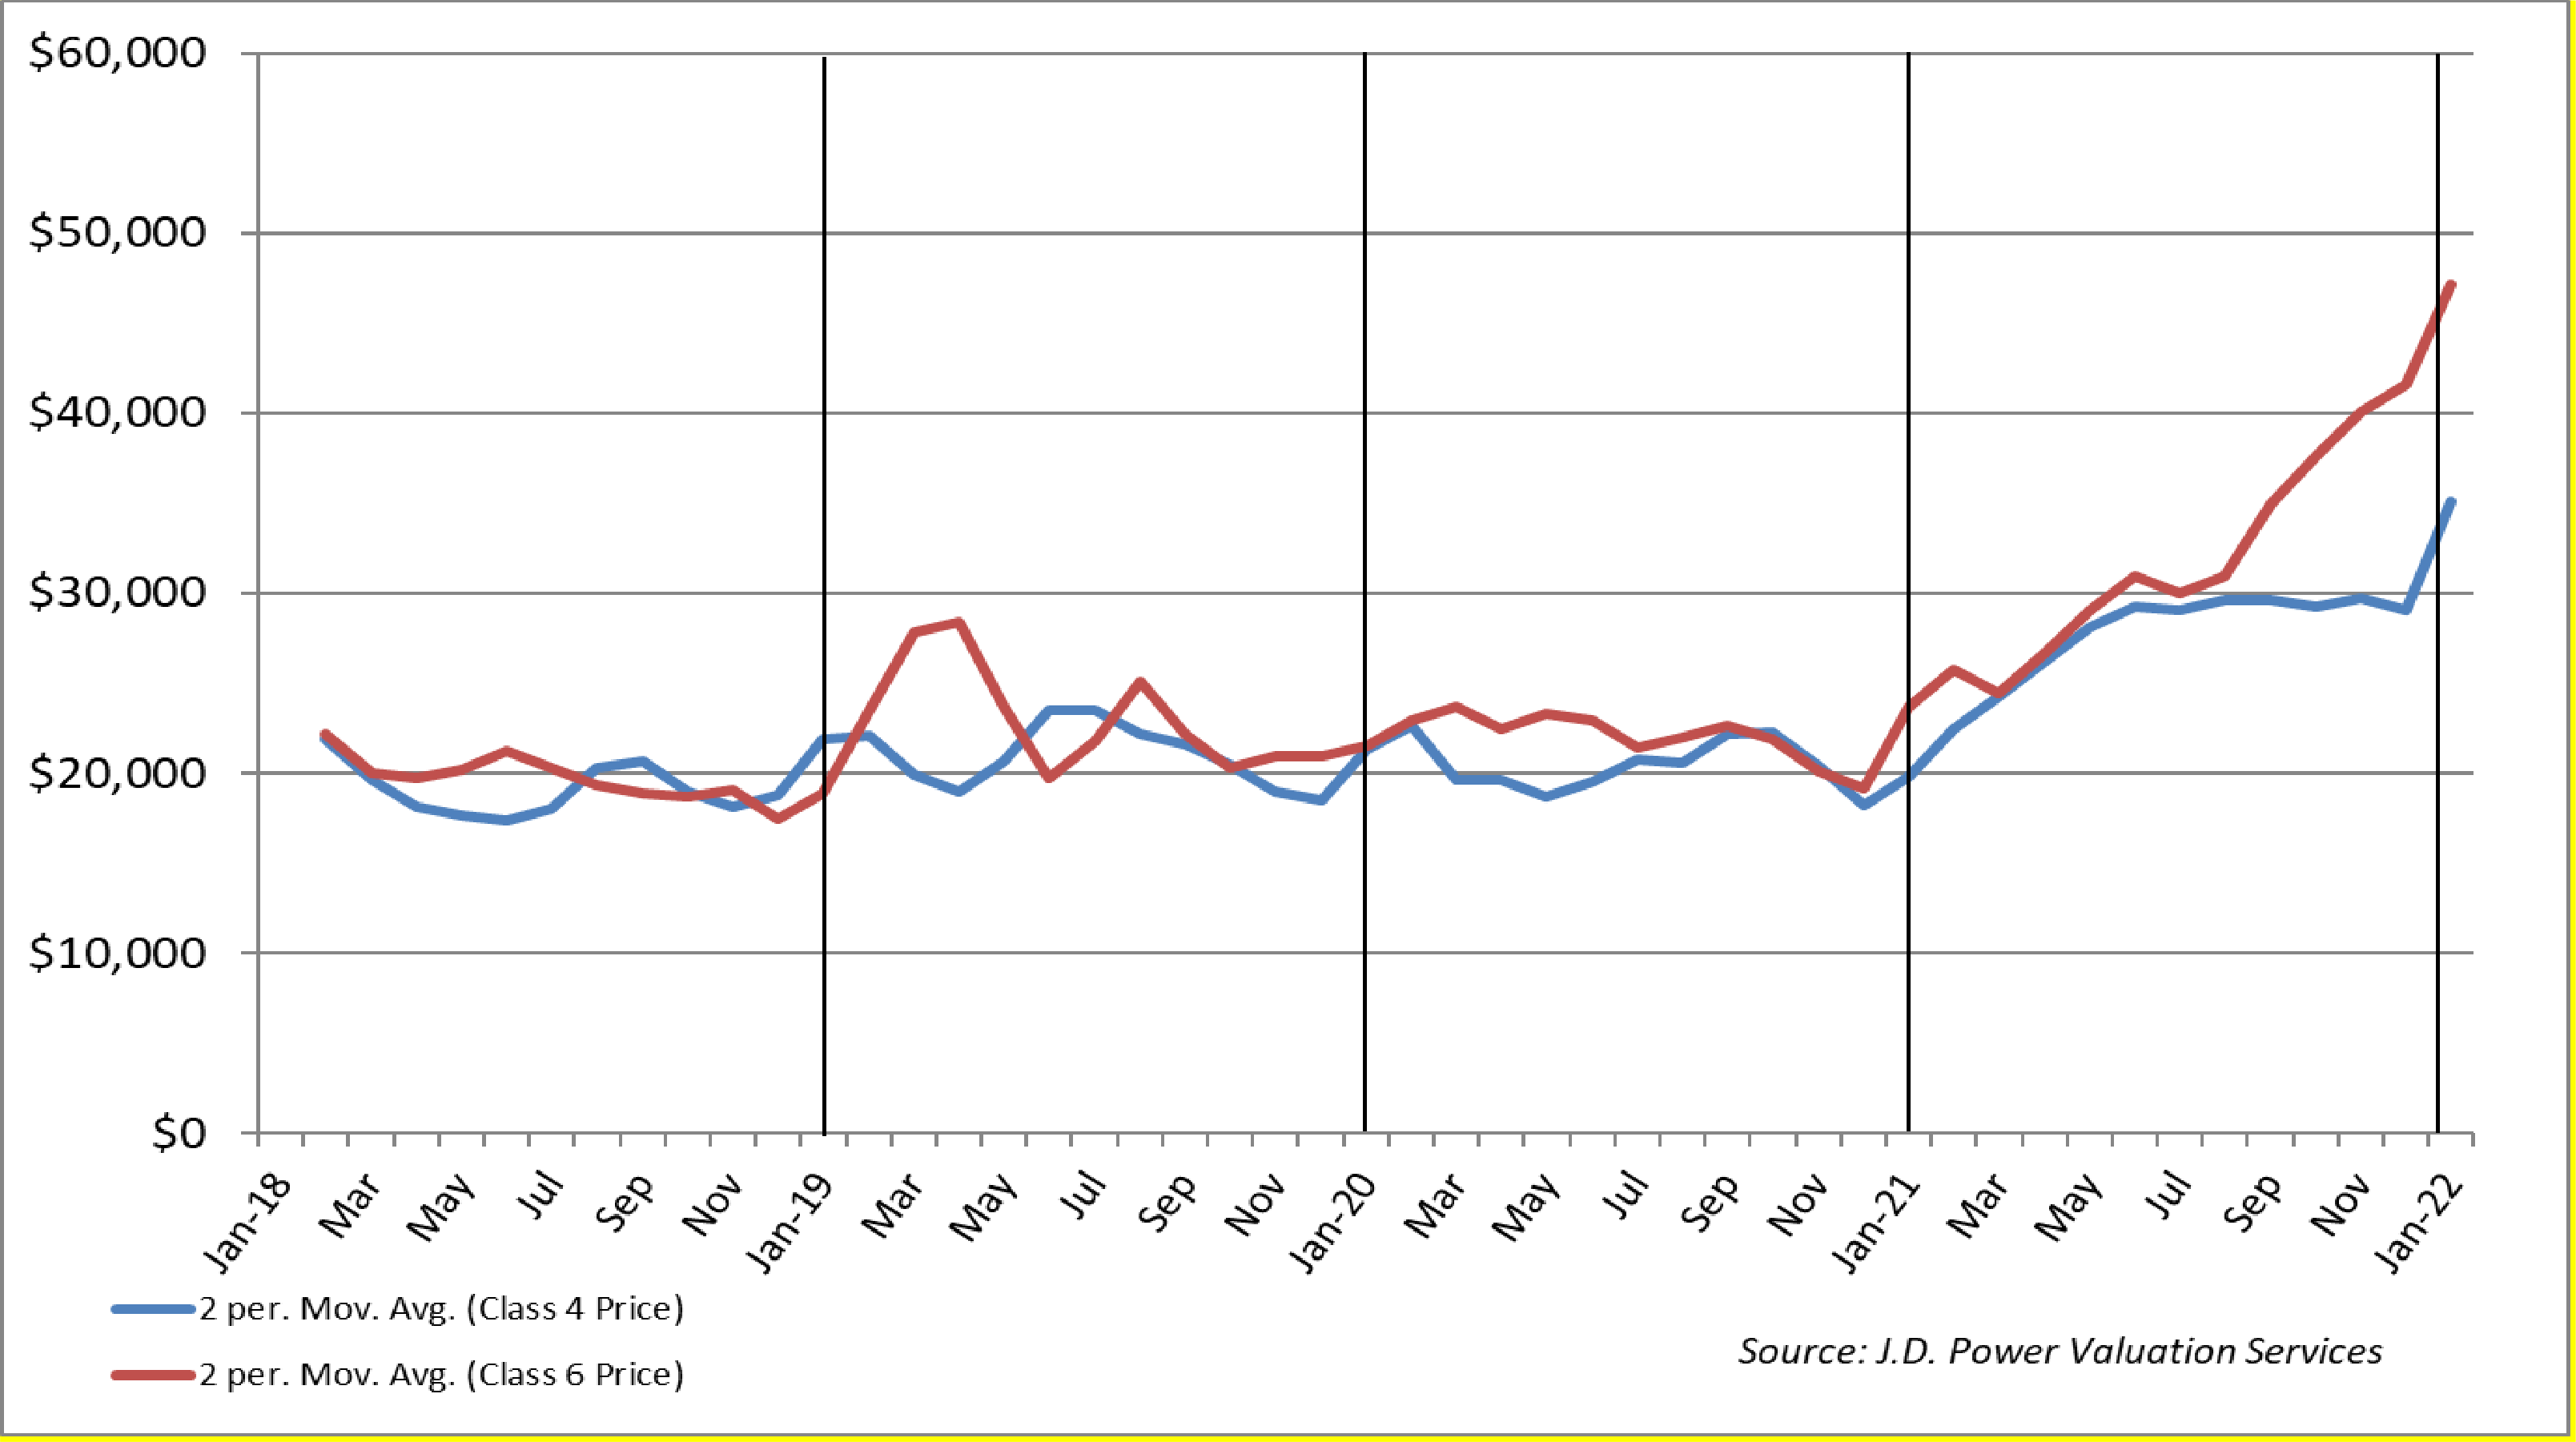 $60,000
$50,000
$40,000
$30,000
$20,000
$10,000
$0
Jan-18 Mar May Jul Sep Nov Jan-19 Mar May Jul Sep Nov Jan-20 Mar May Jul Sep Nov Jan-21 Mar May Jul Sep Nov Jan-22
2 per. Mov. Avg. (Class 4 Price)
Source: J.D. Power Valuation Services
2 per. Mov. Avg. (Class 6 Price)